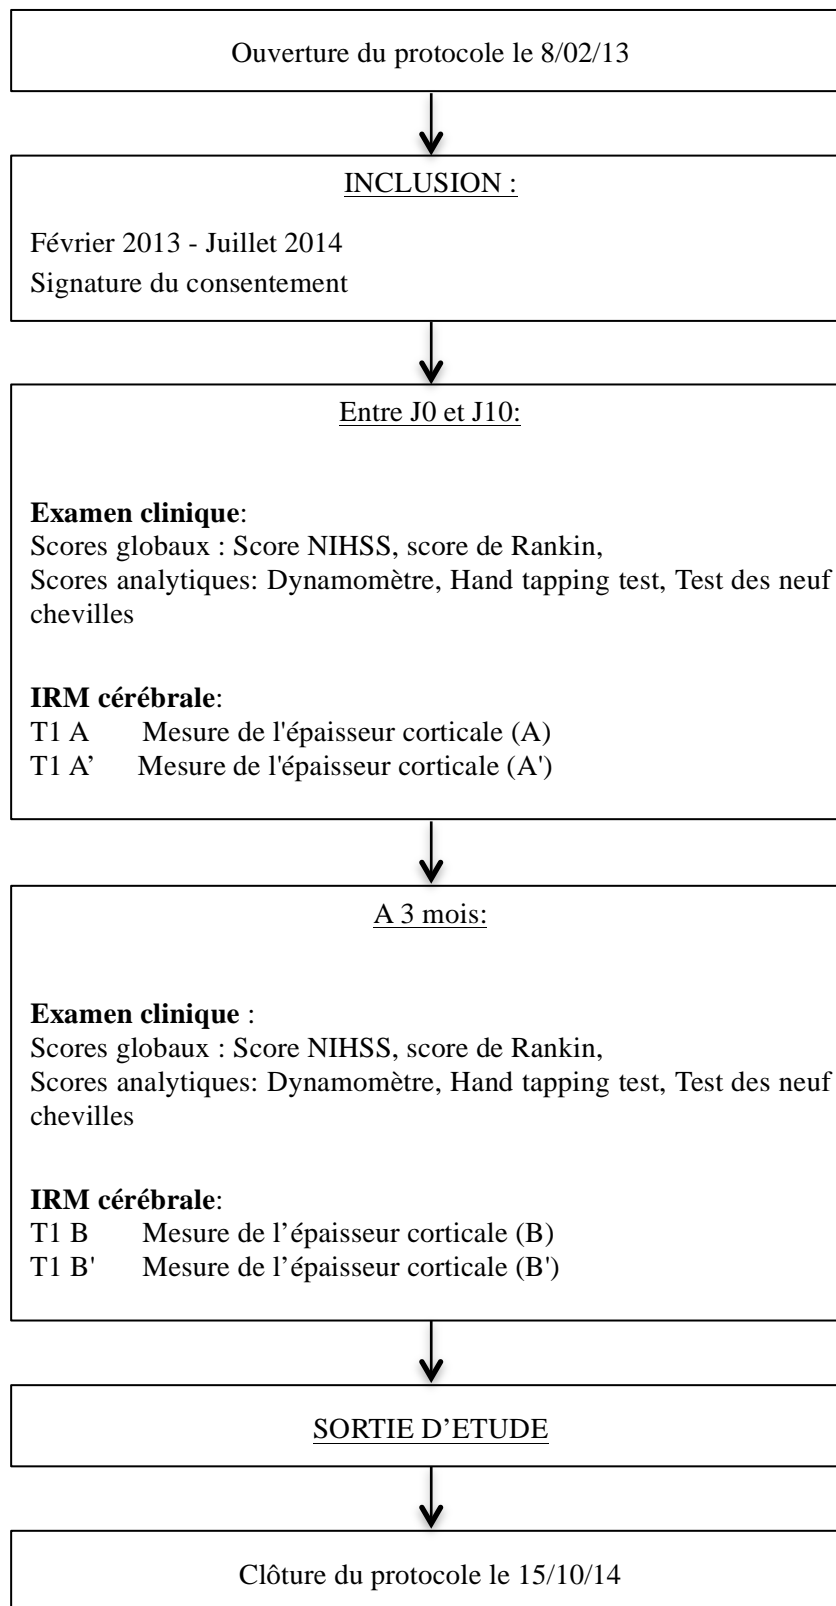 Ouverture du protocole le 8/02/13
INCLUSION :
Février 2013 - Juillet 2014
Signature du consentement
Entre J0 et J10:
Examen clinique:
Scores globaux : Score NIHSS, score de Rankin,
Scores analytiques: Dynamomètre, Hand tapping test, Test des neuf
chevilles
IRM cérébrale:
T1 A Mesure de l'épaisseur corticale (A)
T1 A’ Mesure de l'épaisseur corticale (A')
A 3 mois:
Examen clinique :
Scores globaux : Score NIHSS, score de Rankin,
Scores analytiques: Dynamomètre, Hand tapping test, Test des neuf
chevilles
IRM cérébrale:
T1 B Mesure de l’épaisseur corticale (B)
T1 B' Mesure de l’épaisseur corticale (B')
SORTIE D’ETUDE
Clôture du protocole le 15/10/14